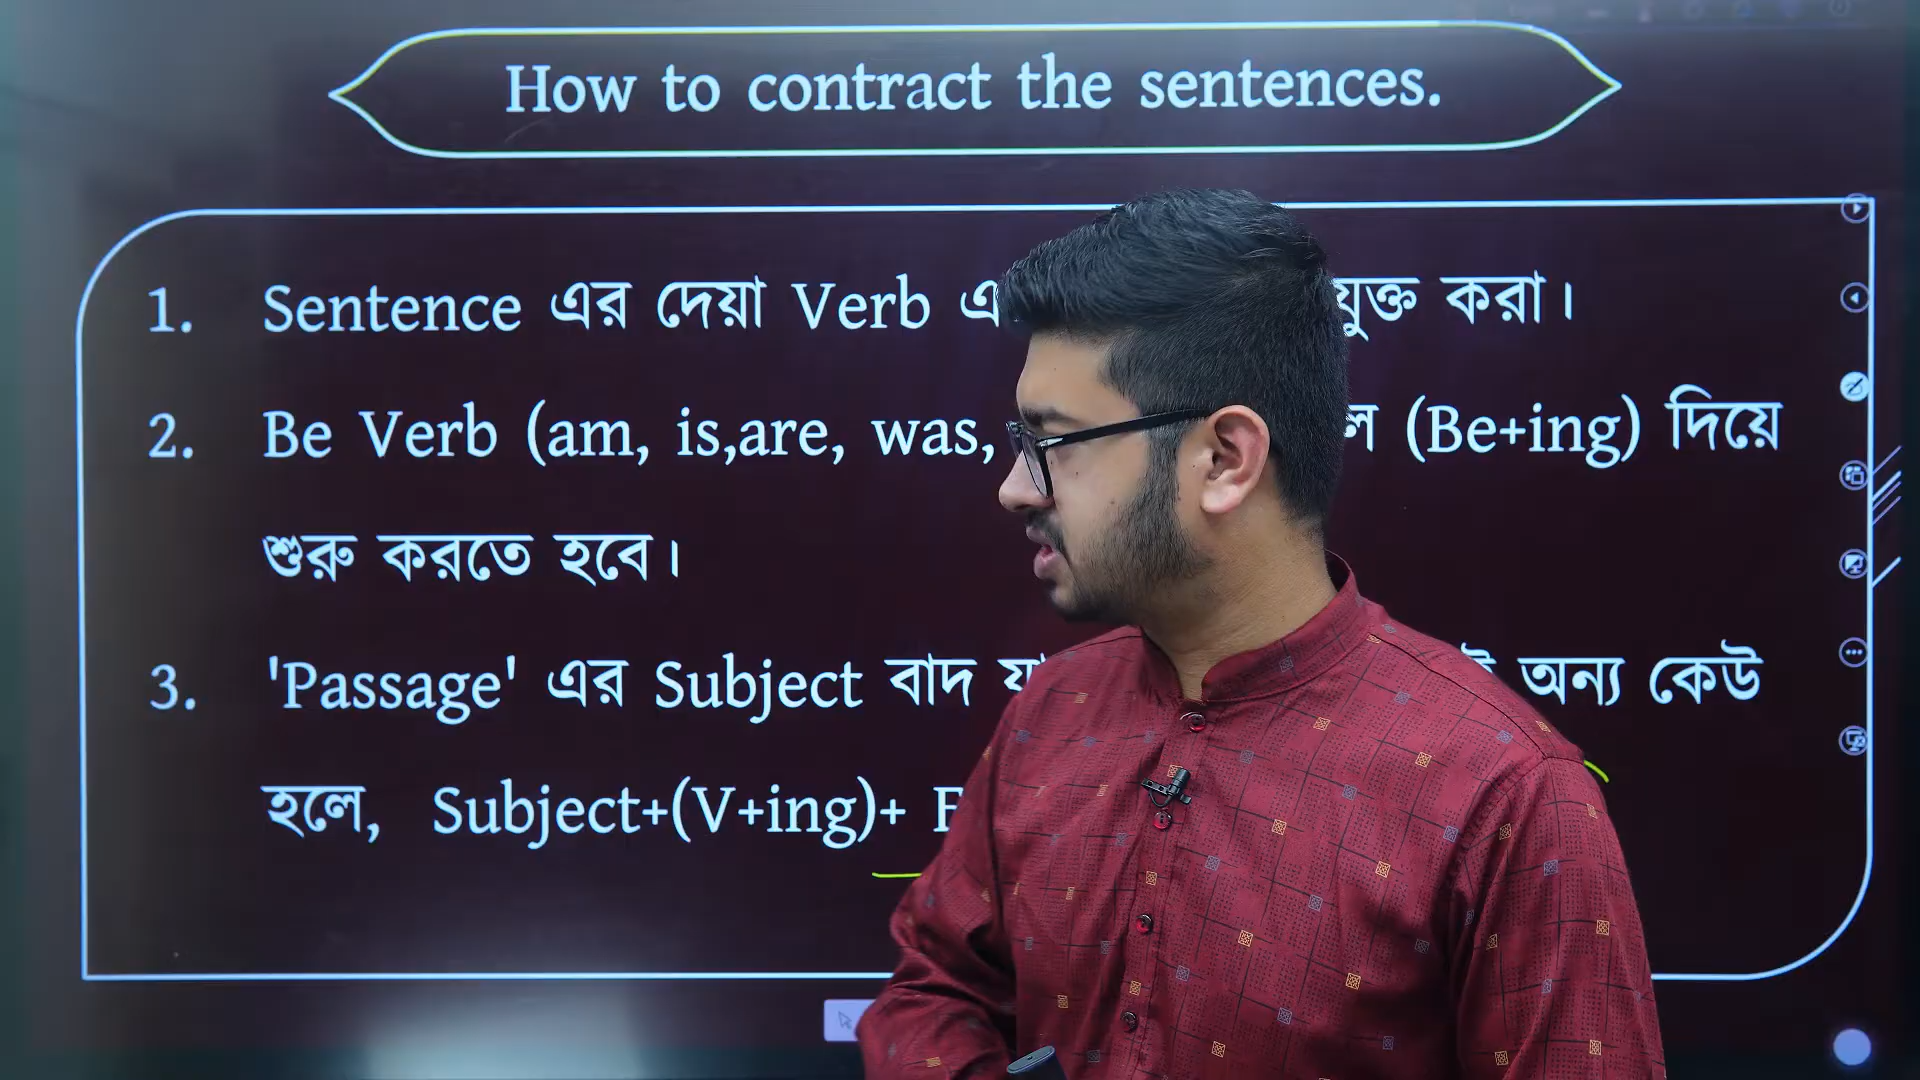 How to contract the sentences.
1. Sentence এর দেয়া Verb যুক্ত করা।
2. Be Verb (am, is,are, was, (Be+ing) দিয়ে
শুরু করতে হবে।
3. 'Passage' এর Subject বাদ অন্য কেউ
হলে, Subject+(V+ing)+